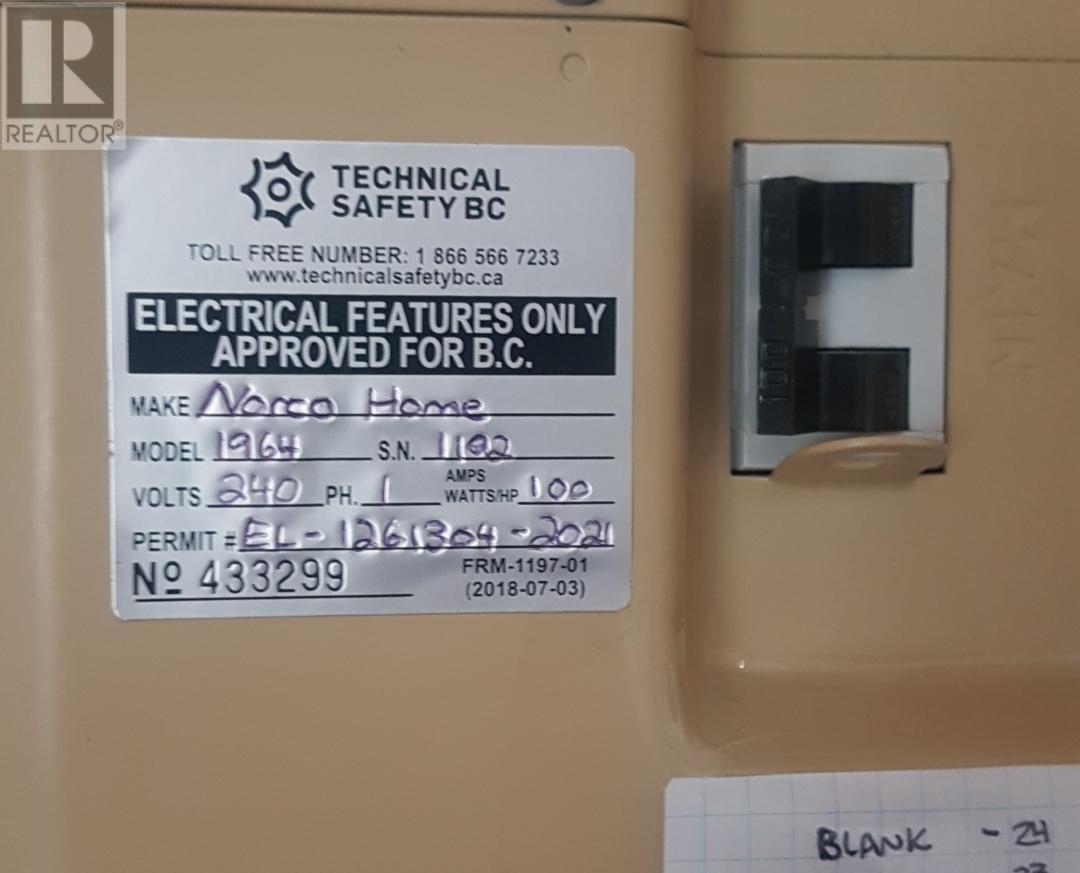 REALTOR®
TECHNICAL
SAFETY BC
TOLL FREE NUMBER: 1 866 566 7233
www.technicalsafetybc.ca
ELECTRICAL FEATURES ONLY
APPROVED FOR B.C.
MAKE Norco Home
MODEL 1964 S.N. 1192
VOLTS 240 PH. 1 AMPS WATTS/HP 100
PERMIT # EL-1261304-2021
Nº 433299 FRM-1197-01
(2018-07-03)
100
MAIN
BLANK - 24